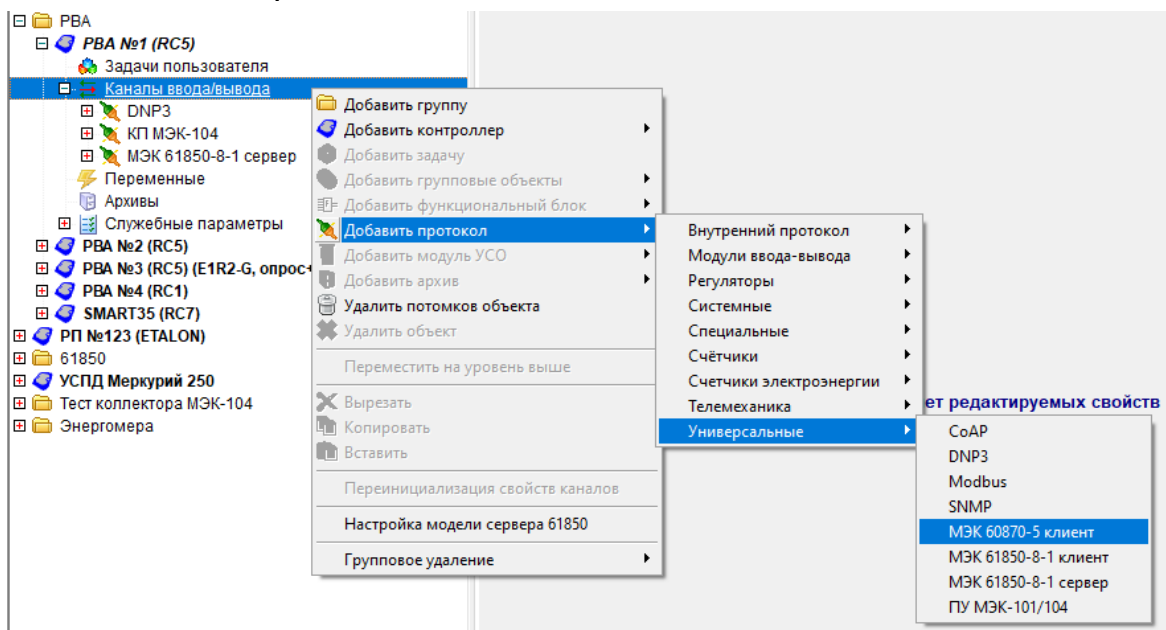 РВА
РВА №1 (RC5)
Задачи пользователя
Каналы ввода/вывода
DNP3
КП МЭК-104
МЭК 61850-8-1 сервер
Переменные
Архивы
Служебные параметры
РВА №2 (RC5)
РВА №3 (RC5) (E1R2-G, опрос+
РВА №4 (RC1)
SMART35 (RC7)
РП №123 (ETALON)
61850
УСПД Меркурий 250
Тест коллектора МЭК-104
Энергомера
Добавить группу
Добавить контроллер
Добавить задачу
Добавить групповые объекты
Добавить функциональный блок
Добавить протокол
Добавить модуль УСО
Добавить архив
Удалить потомков объекта
Удалить объект
Переместить на уровень выше
Вырезать
Копировать
Вставить
Переинициализация свойств каналов
Настройка модели сервера 61850
Групповое удаление
Внутренний протокол
Модули ввода-вывода
Регуляторы
Системные
Специальные
Счётчики
Счетчики электроэнергии
Телемеханика
Универсальные
ет редактируемых свойств
CoAP
DNP3
Modbus
SNMP
МЭК 60870-5 клиент
МЭК 61850-8-1 клиент
МЭК 61850-8-1 сервер
ПУ МЭК-101/104